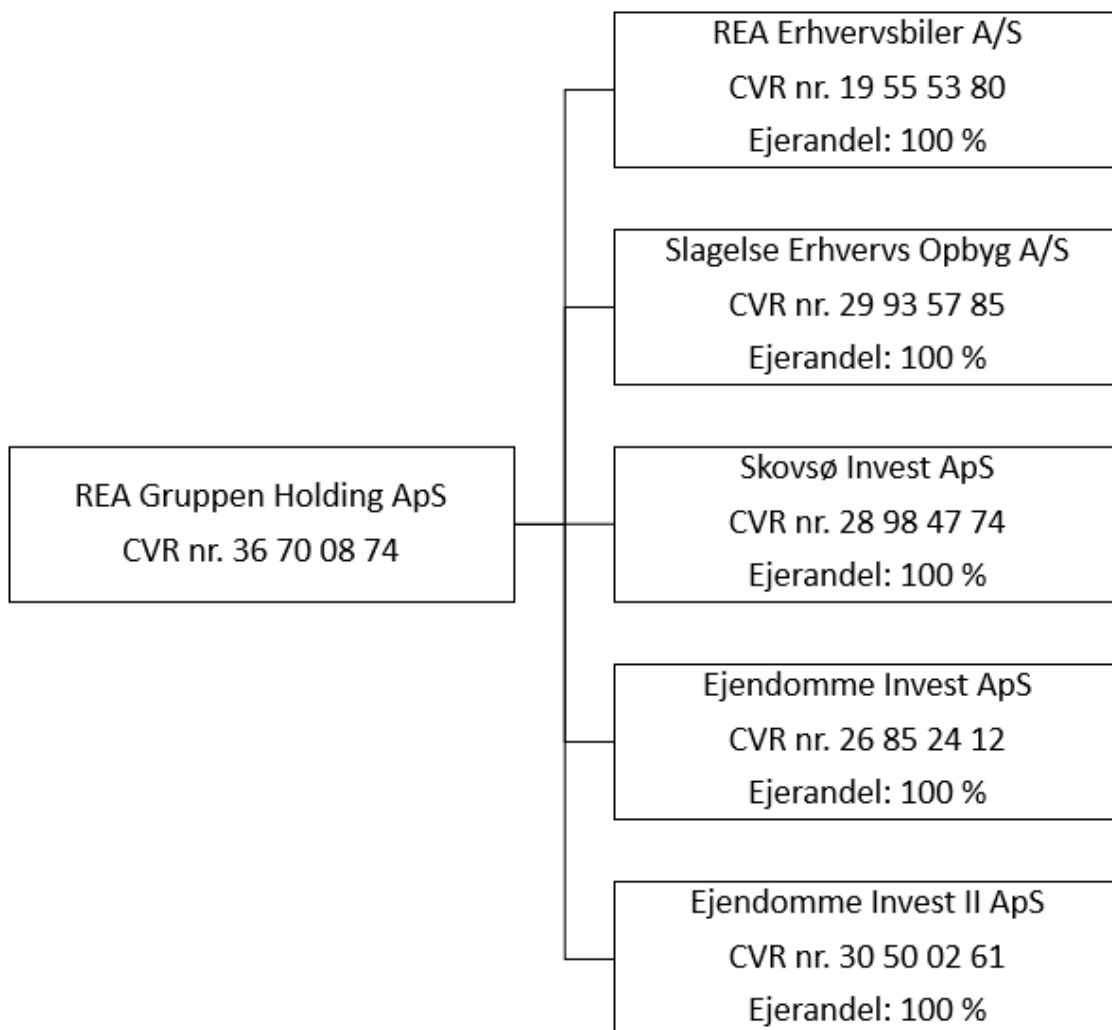 REA Erhvervsbiler A/S
CVR nr. 19 55 53 80
Ejerandel: 100 %
Slagelse Erhvervs Opbyg A/S
CVR nr. 29 93 57 85
Ejerandel: 100 %
REA Gruppen Holding ApS
CVR nr. 36 70 08 74
Skovsø Invest ApS
CVR nr. 28 98 47 74
Ejerandel: 100 %
Ejendomme Invest ApS
CVR nr. 26 85 24 12
Ejerandel: 100 %
Ejendomme Invest II ApS
CVR nr. 30 50 02 61
Ejerandel: 100 %